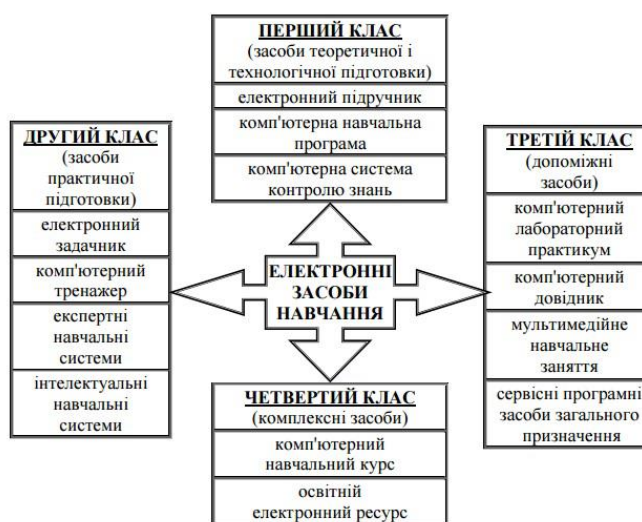 ПЕРШИЙ КЛАС
(засоби теоретичної і
технологічної підготовки)
електронний підручник
комп'ютерна навчальна
програма
комп'ютерна система
контролю знань
ДРУГИЙ КЛАС
(засоби
практичної
підготовки)
електронний
задачник
комп'ютерний
тренажер
експертні
навчальні
системи
інтелектуальні
навчальні
системи
ЕЛЕКТРОННІ
ЗАСОБИ
НАВЧАННЯ
ТРЕТІЙ КЛАС
(допоміжні
засоби)
комп'ютерний
лабораторний
практикум
комп'ютерний
довідник
мультимедійне
навчальне
заняття
сервісні програмні
засоби загального
призначення
ЧЕТВЕРТИЙ КЛАС
(комплексні засоби)
комп'ютерний
навчальний курс
освітній
електронний ресурс